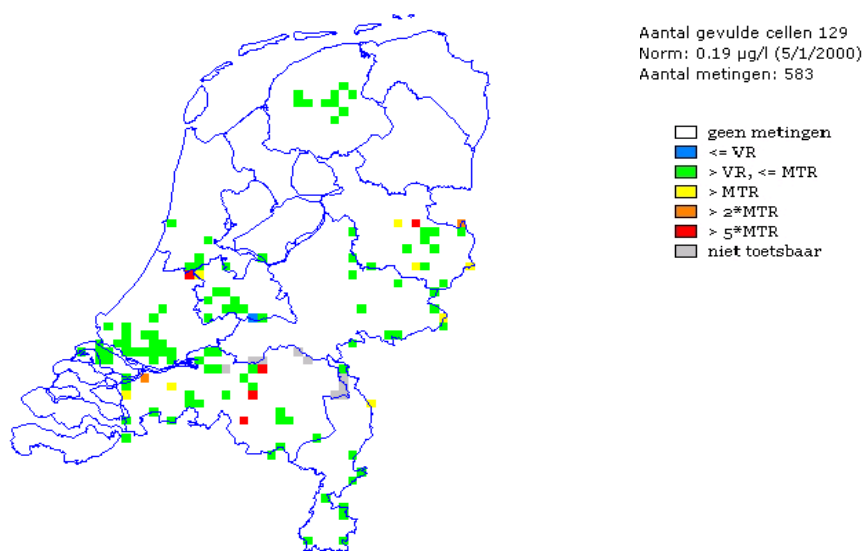 Aantal gevulde cellen 129
Norm: 0.19 µg/l (5/1/2000)
Aantal metingen: 583
geen metingen
<= VR
> VR, <= MTR
> MTR
> 2*MTR
> 5*MTR
niet toetsbaar